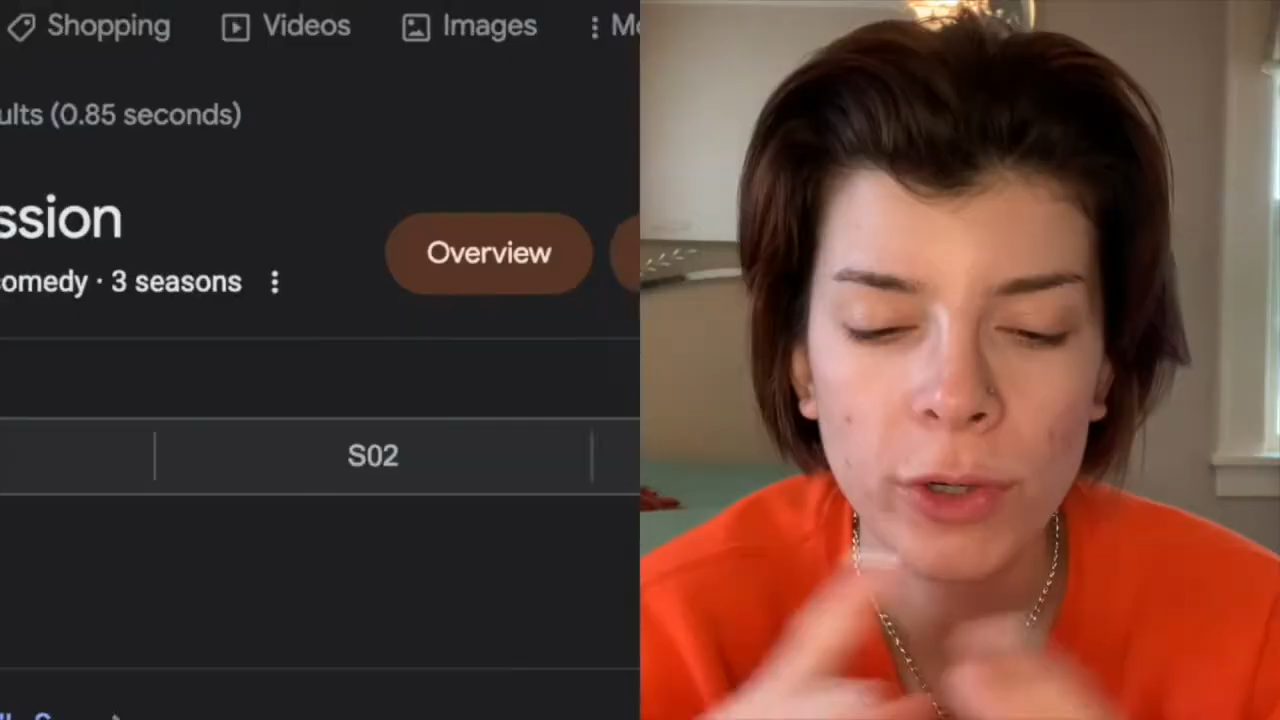 Shopping Videos Images
ults (0.85 seconds)
ssion
Overview
omedy · 3 seasons
S02